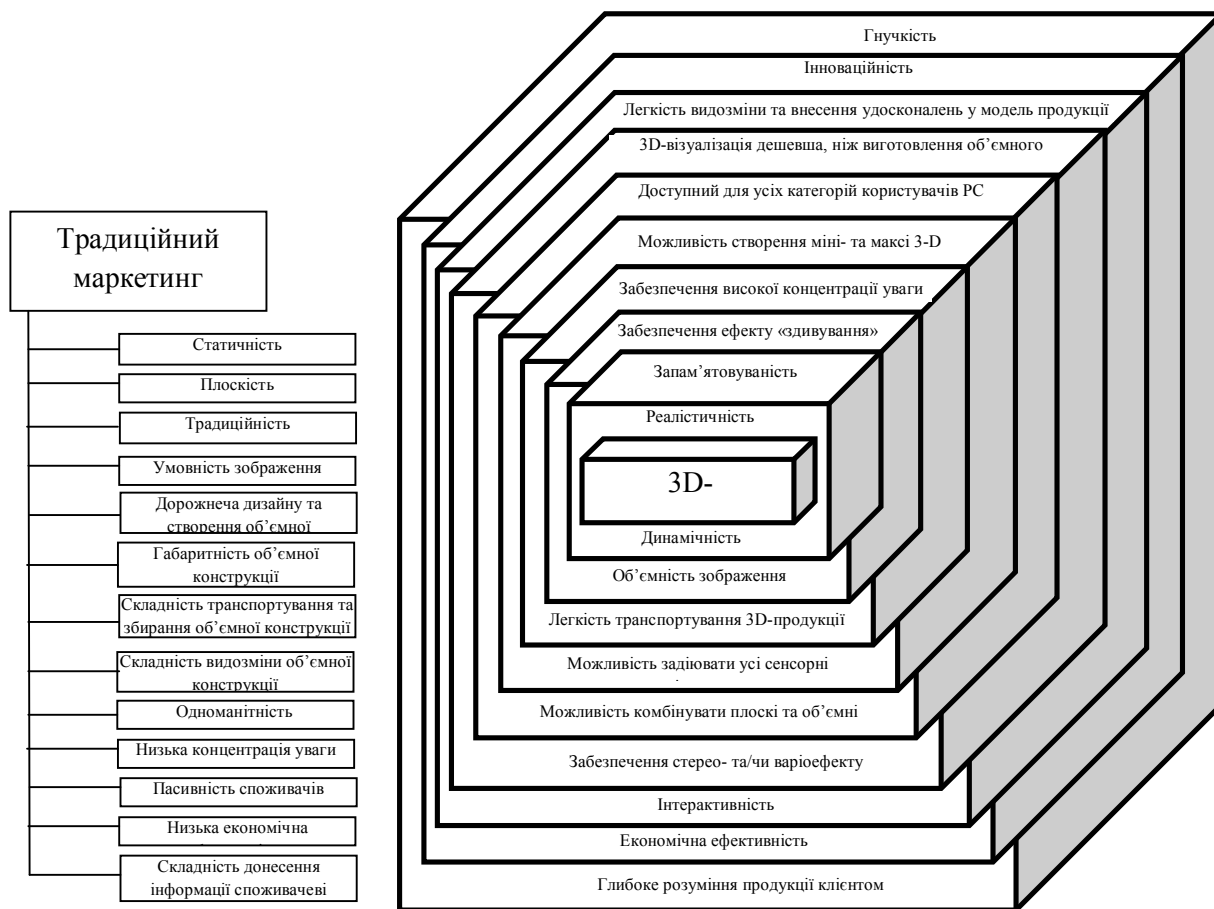 Традиційний
маркетинг
Статичність
Плоскість
Традиційність
Умовність зображення
Дорожнеча дизайну та
створення об’ємної
Габаритність об’ємної
конструкції
Складність транспортування та
збирання об’ємної конструкції
Складність видозміни об’ємної
конструкції
Одноманітність
Низька концентрація уваги
Пасивність споживачів
Низька економічна
Складність донесення
інформації споживачеві
Гнучкість
Інноваційність
Легкість видозміни та внесення удосконалень у модель продукції
3D-візуалізація дешевша, ніж виготовлення об’ємного
Доступний для усіх категорій користувачів РС
Можливість створення міні- та максі 3-D
Забезпечення високої концентрації уваги
Забезпечення ефекту «здивування»
Запам’ятовуваність
Реалістичність
3D-
Динамічність
Об’ємність зображення
Легкість транспортування 3D-продукції
Можливість задіювати усі сенсорні
Можливість комбінувати плоскі та об’ємні
Забезпечення стерео- та/чи варіоефекту
Інтерактивність
Економічна ефективність
Глибоке розуміння продукції клієнтом